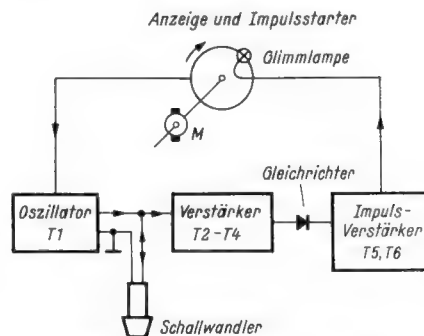 Anzeige und Impulsstarter
Glimmlampe
M
Gleichrichter
Oszillator
T1
Verstärker
T2-T4
Impuls-
Verstärker
T5, T6
Schallwandler